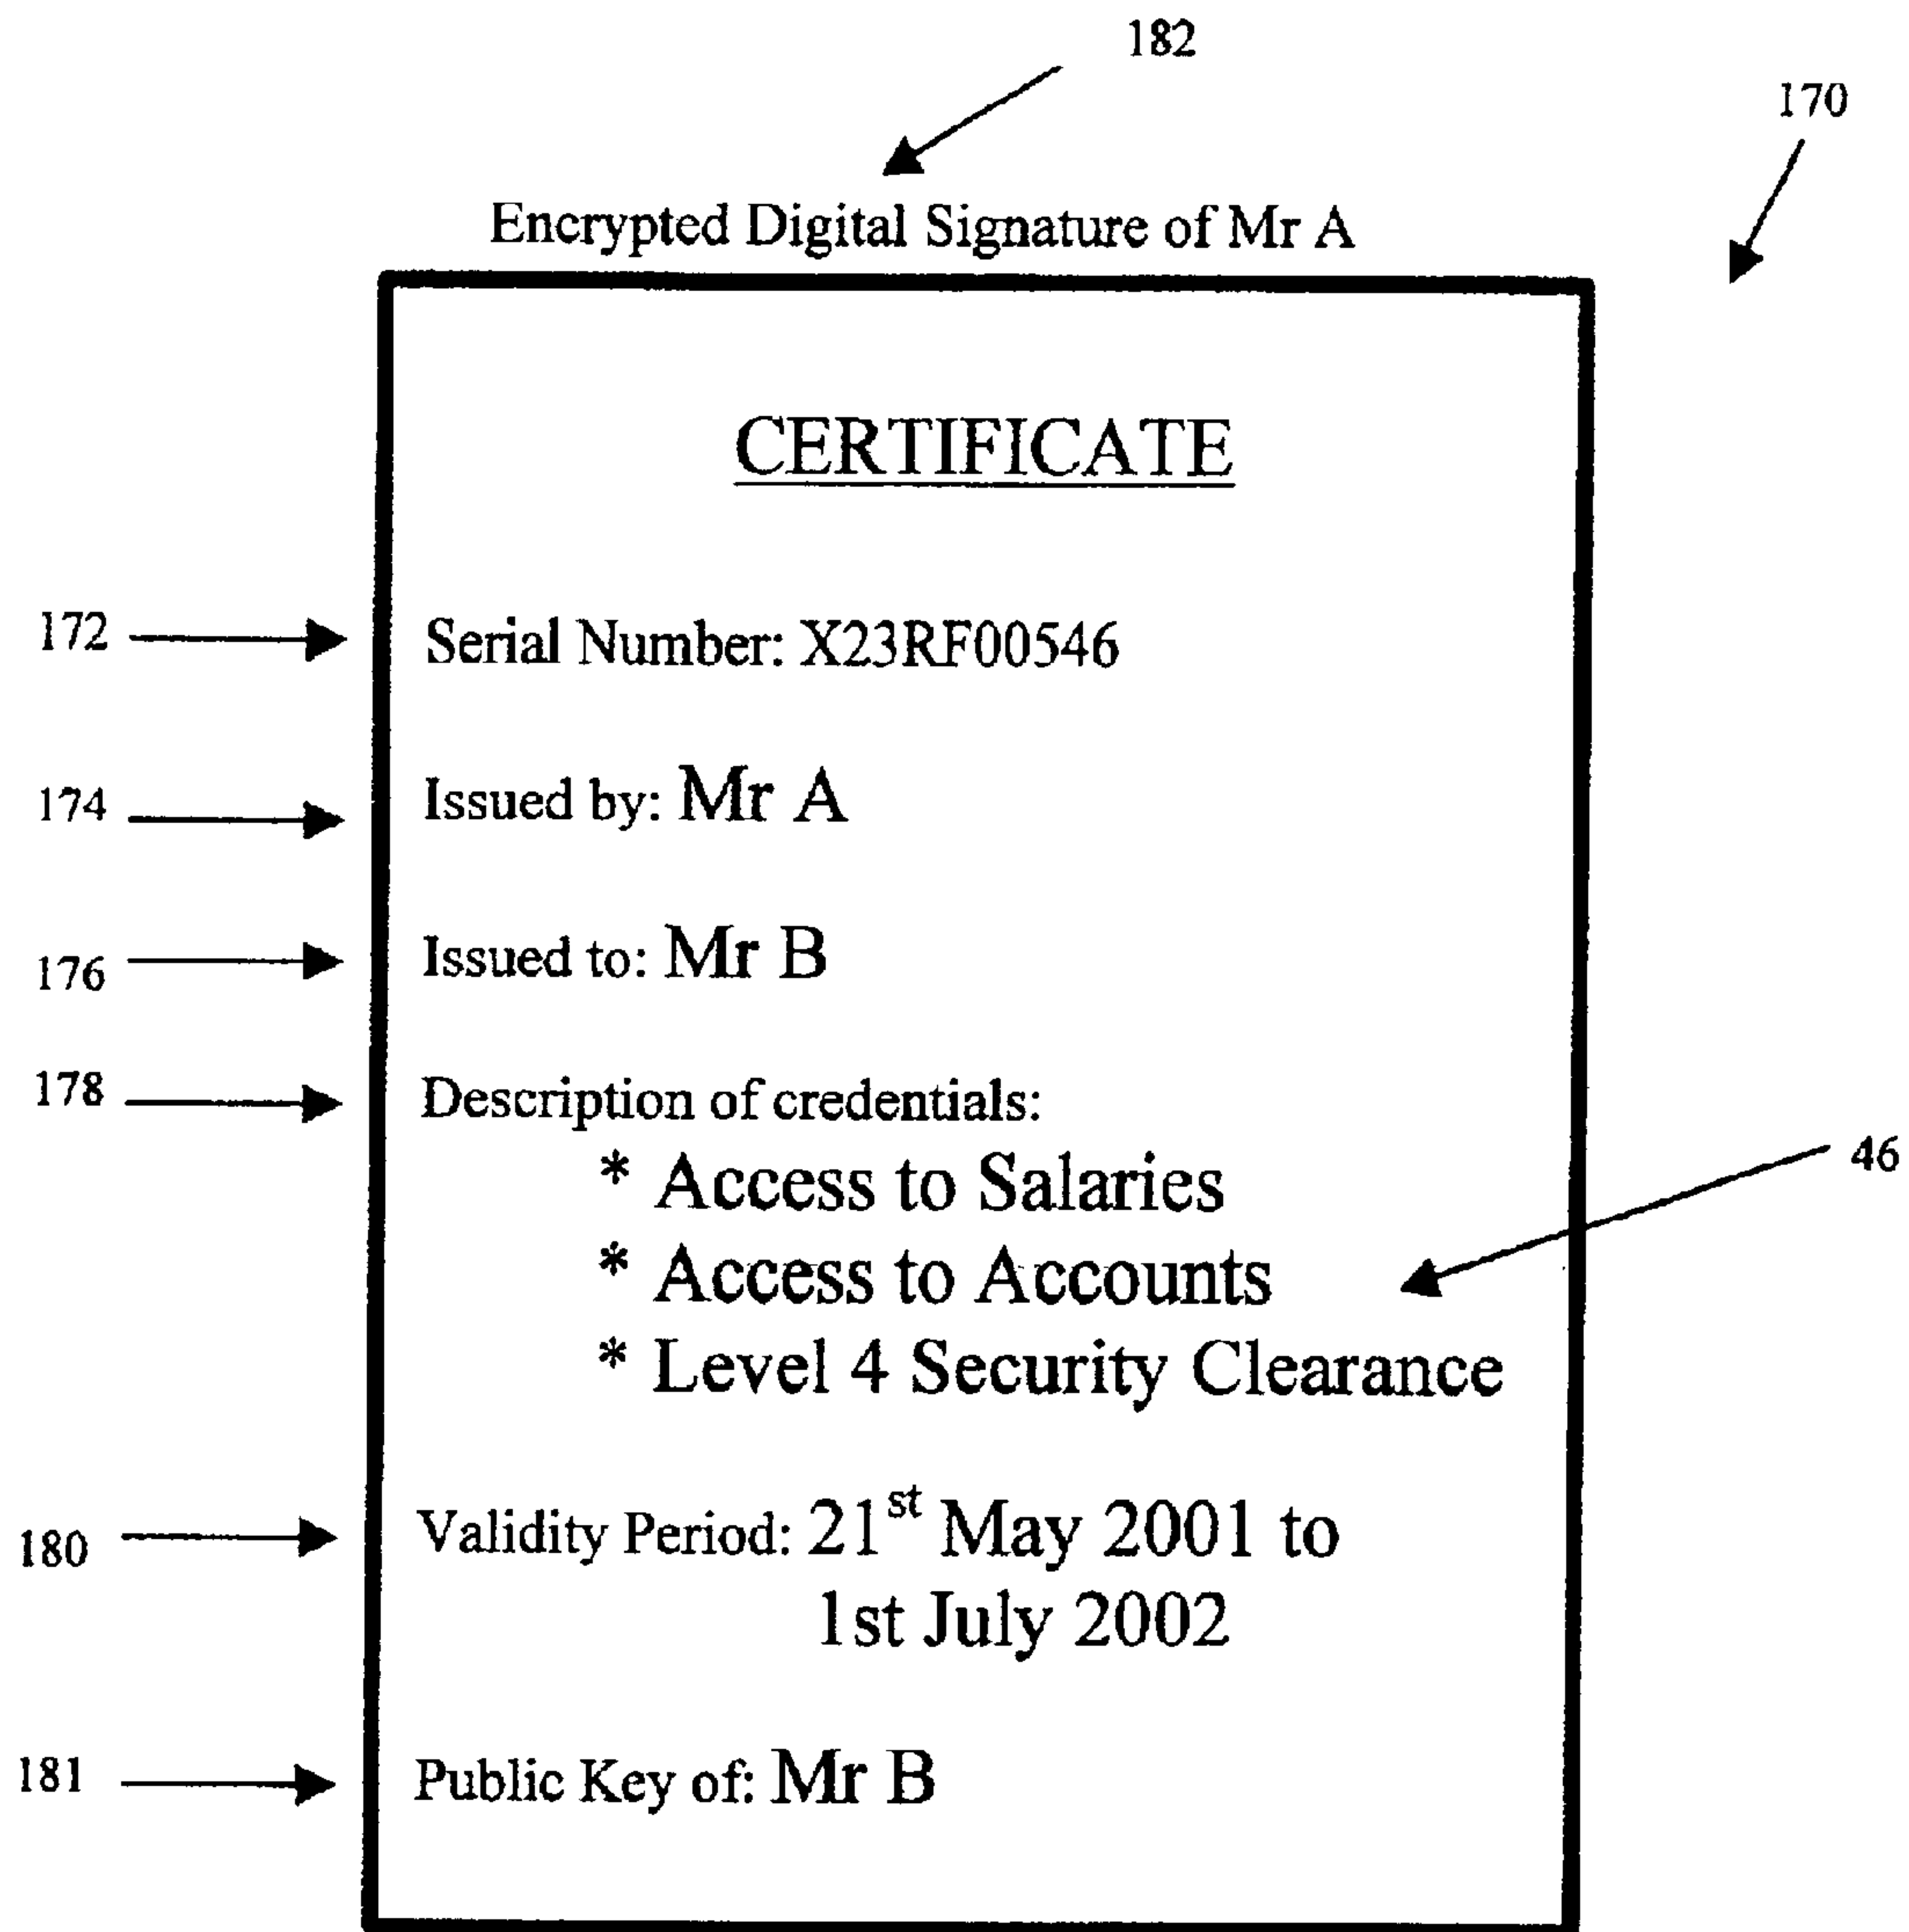 182
170
Encrypted Digital Signature of Mr A
CERTIFICATE
172 Serial Number: X23RF00546
174 Issued by: Mr A
176 Issued to: Mr B
178 Description of credentials:
* Access to Salaries
46
* Access to Accounts
* Level 4 Security Clearance
180 Validity Period: 21st May 2001 to
1st July 2002
181 Public Key of: Mr B